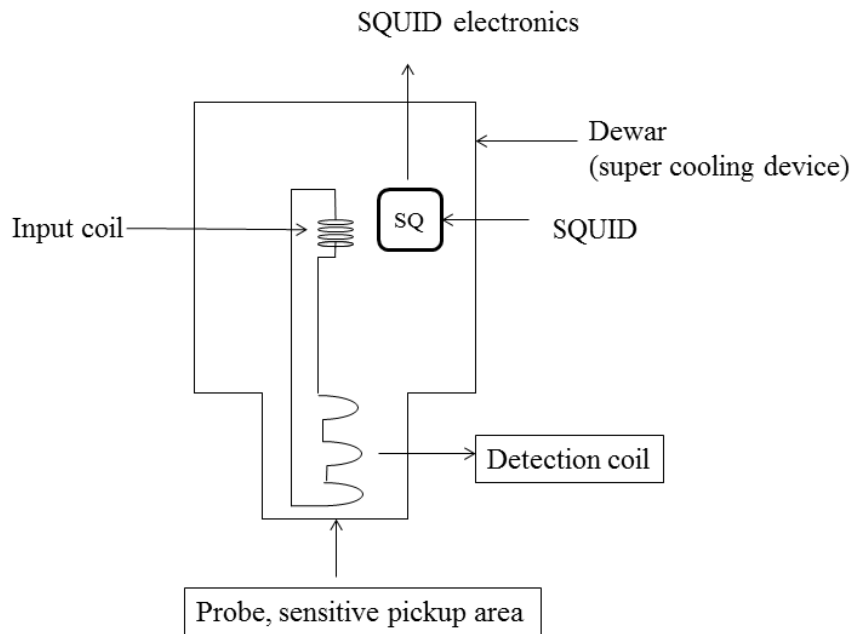 SQUID electronics
Dewar
(super cooling device)
Input coil
SQ
SQUID
Detection coil
Probe, sensitive pickup area